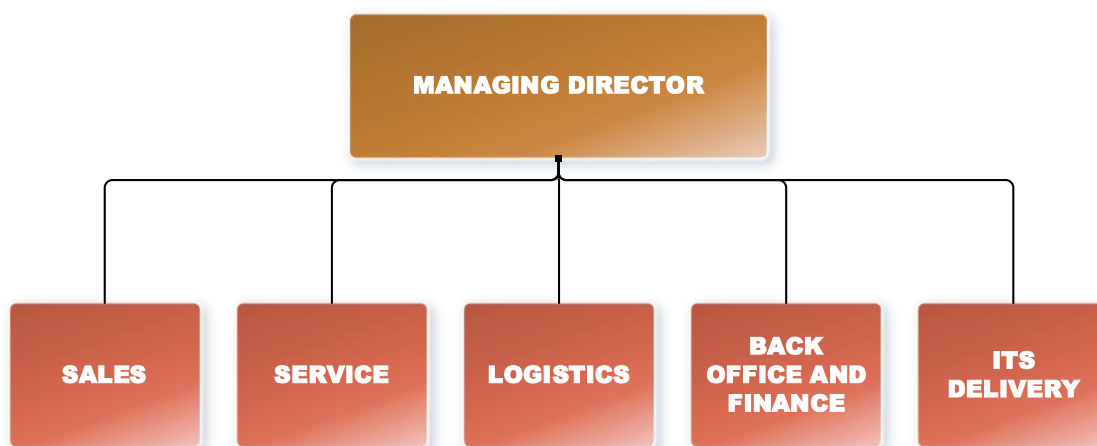 MANAGING DIRECTOR
SALES
SERVICE
LOGISTICS
BACK
OFFICE AND
FINANCE
ITS
DELIVERY